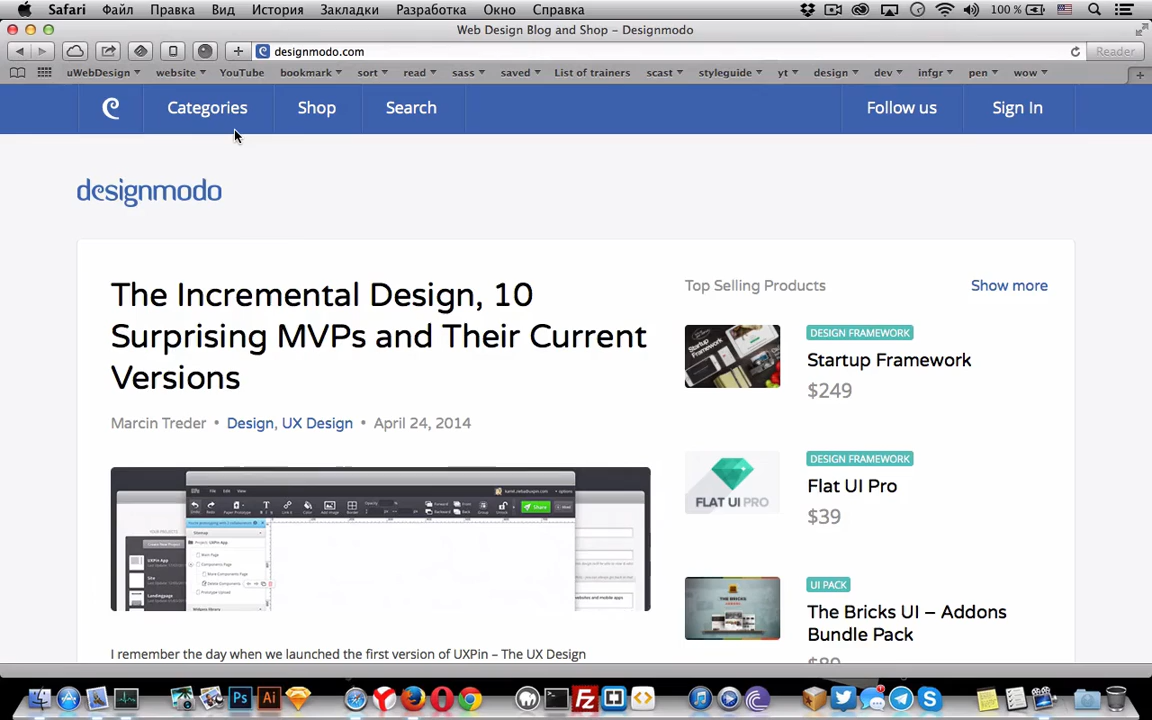 Safari Файл Правка Вид История Закладки Разработка Окно Справка 100 %
Web Design Blog and Shop – Designmodo
designmodo.com Reader
uWebDesign website YouTube bookmark sort read sass saved List of trainers scast styleguide yt design dev infgr pen wow
Categories Shop Search Follow us Sign In
designmodo
The Incremental Design, 10
Surprising MVPs and Their Current
Versions
Marcin Treder • Design, UX Design • April 24, 2014
I remember the day when we launched the first version of UXPin – The UX Design
Top Selling Products Show more
DESIGN FRAMEWORK
Startup Framework
$249
FLAT UI PRO
DESIGN FRAMEWORK
Flat UI Pro
$39
UI PACK
The Bricks UI – Addons
Bundle Pack
$89